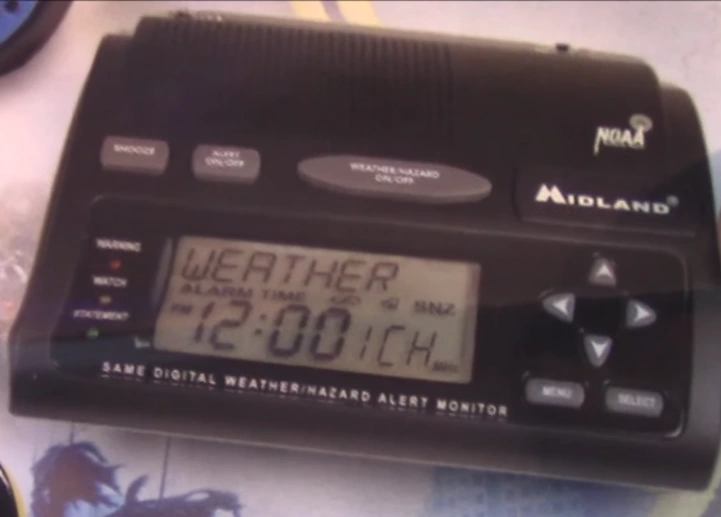 NOAA
SNOOZE
ALERT
ON/OFF
WEATHER/HAZARD
ON/OFF
MIDLAND®
WARNING
WATCH
STATEMENT
WEATHER
ALARM TIME SNZ
PM 12:00 1CH
SAME DIGITAL WEATHER/HAZARD ALERT MONITOR
MENU
SELECT